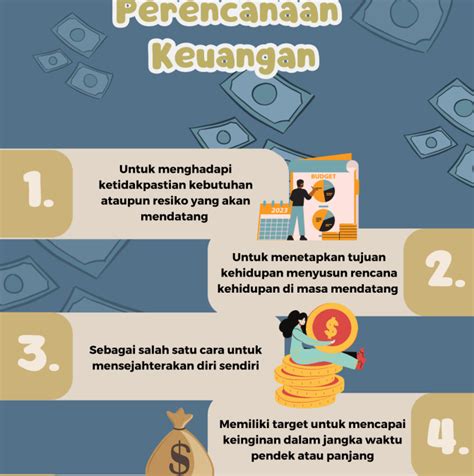 Perencanaan
Keuangan
1.
Untuk menghadapi
ketidakpastian kebutuhan
ataupun resiko yang akan
mendatang
BUDGET
2023
Untuk menetapkan tujuan
kehidupan menyusun rencana
kehidupan di masa mendatang
2.
3.
Sebagai salah satu cara untuk
mensejahterakan diri sendiri
$
Memiliki target untuk mencapai
keinginan dalam jangka waktu
pendek atau panjang
4.
$